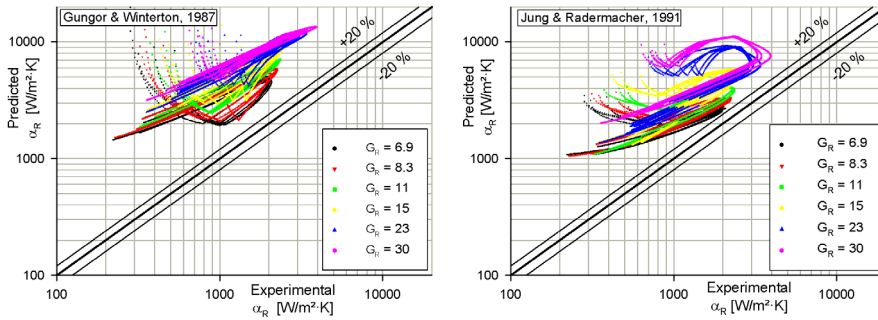 Gungor & Winterton, 1987
10000
1000
100
Predicted
α_R [W/m²·K]
+20 %
-20 %
G_R = 6.9
G_R = 8.3
G_R = 11
G_R = 15
G_R = 23
G_R = 30
100
1000
10000
Experimental
α_R [W/m²·K]
Jung & Radermacher, 1991
10000
1000
100
Predicted
α_R [W/m²·K]
+20 %
-20 %
G_R = 6.9
G_R = 8.3
G_R = 11
G_R = 15
G_R = 23
G_R = 30
100
1000
10000
Experimental
α_R [W/m²·K]